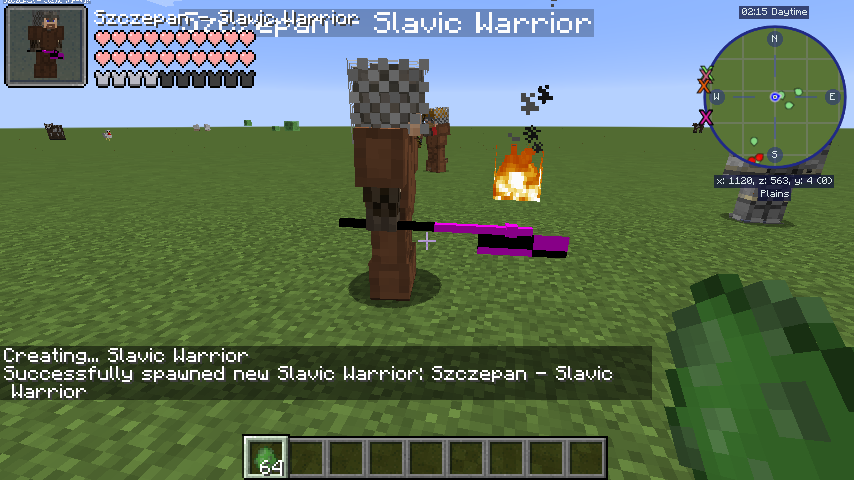 Szczepan - Slavic Warrior
Szczepan - Slavic Warrior
02:15 Daytime
N
W
E
S
x: 1120, z: 563, y: 4 (0)
Plains
Creating... Slavic Warrior
Successfully spawned new Slavic Warrior: Szczepan - Slavic
Warrior
64